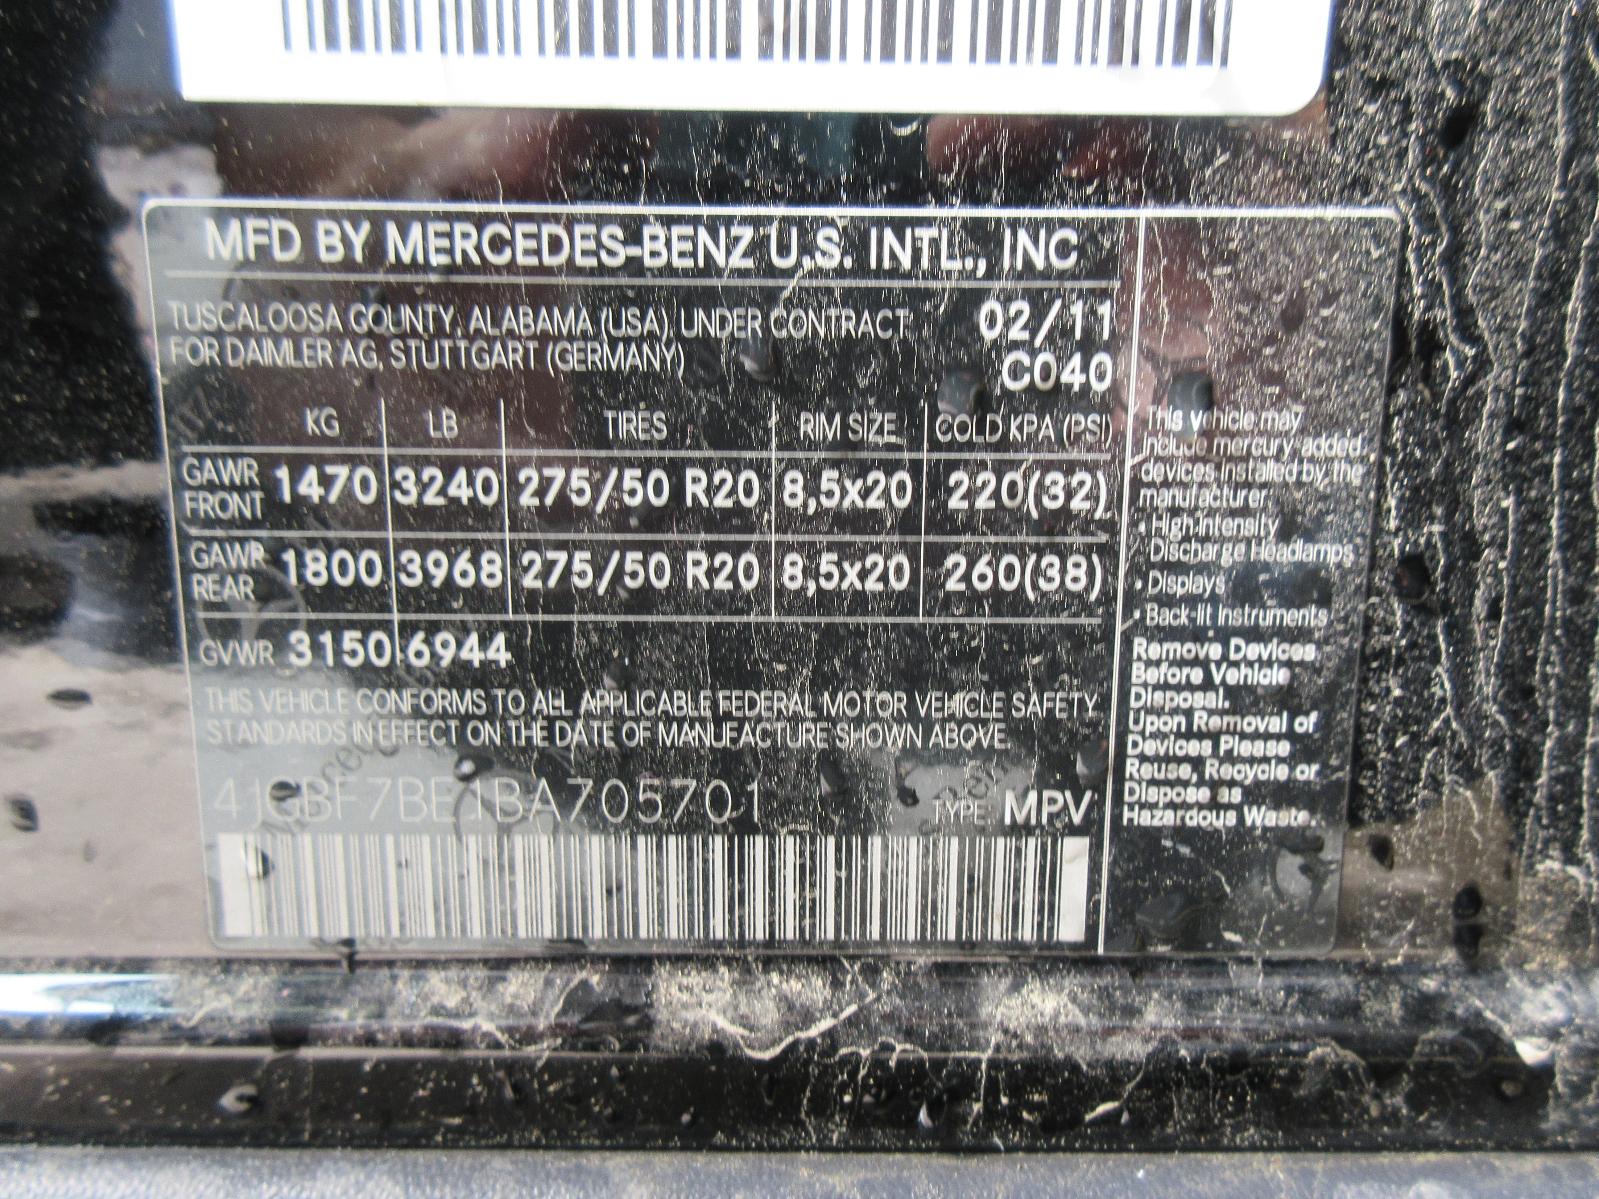 MFD BY MERCEDES-BENZ U.S. INTL., INC
TUSCALOOSA COUNTY, ALABAMA (USA), UNDER CONTRACT
FOR DAIMLER AG, STUTTGART (GERMANY)
02/11
C040
KG LB TIRES RIM SIZE COLD KPA (PSI)
GAWR FRONT 1470 3240 275/50 R20 8,5x20 220(32)
GAWR REAR 1800 3968 275/50 R20 8,5x20 260(38)
GVWR 3150 6944
THIS VEHICLE CONFORMS TO ALL APPLICABLE FEDERAL MOTOR VEHICLE SAFETY
STANDARDS IN EFFECT ON THE DATE OF MANUFACTURE SHOWN ABOVE.
4JGBF7BE1BA705701 TYPE: MPV
This vehicle may
include mercury-added
devices installed by the
manufacturer
• High-Intensity
Discharge Headlamps
• Displays
• Back-lit Instruments
Remove Devices
Before Vehicle
Disposal.
Upon Removal of
Devices Please
Reuse, Recycle or
Dispose as
Hazardous Waste.